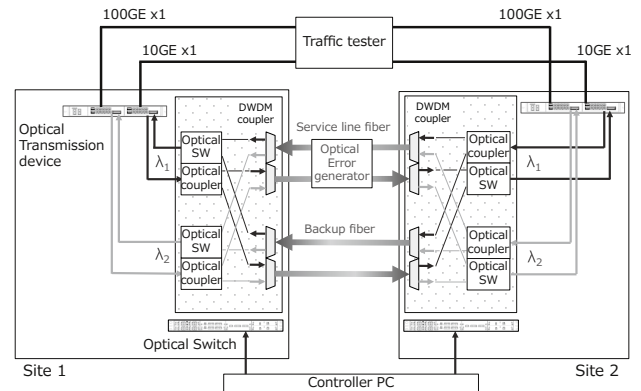 100GE x1
100GE x1
Traffic tester
10GE x1
10GE x1
Optical
Transmission
device
DWDM
coupler
Service line fiber
DWDM
coupler
Optical
SW
Optical
coupler
λ1
Optical
Error
generator
Optical
coupler
Optical
SW
λ1
Backup fiber
Optical
SW
Optical
coupler
λ2
Optical
coupler
Optical
SW
λ2
Optical Switch
Site 1
Controller PC
Site 2